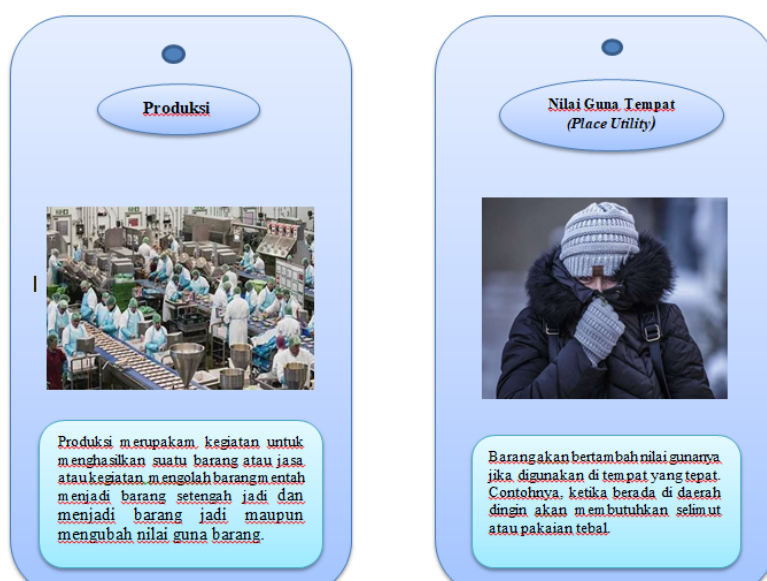 Produksi
Produksi merupakam kegiatan untuk
menghasilkan suatu barang atau jasa
atau kegiatan mengolah barang mentah
menjadi barang setengah jadi dan
menjadi barang jadi maupun
mengubah nilai guna barang.
Nilai Guna Tempat
(Place Utility)
Barang akan bertambah nilai gunanya
jika digunakan di tempat yang tepat.
Contohnya, ketika berada di daerah
dingin akan membutuhkan selimut
atau pakaian tebal.